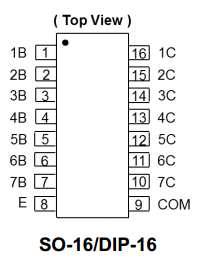 ( Top View )
1B 1 16 1C
2B 2 15 2C
3B 3 14 3C
4B 4 13 4C
5B 5 12 5C
6B 6 11 6C
7B 7 10 7C
E 8 9 COM
SO-16/DIP-16